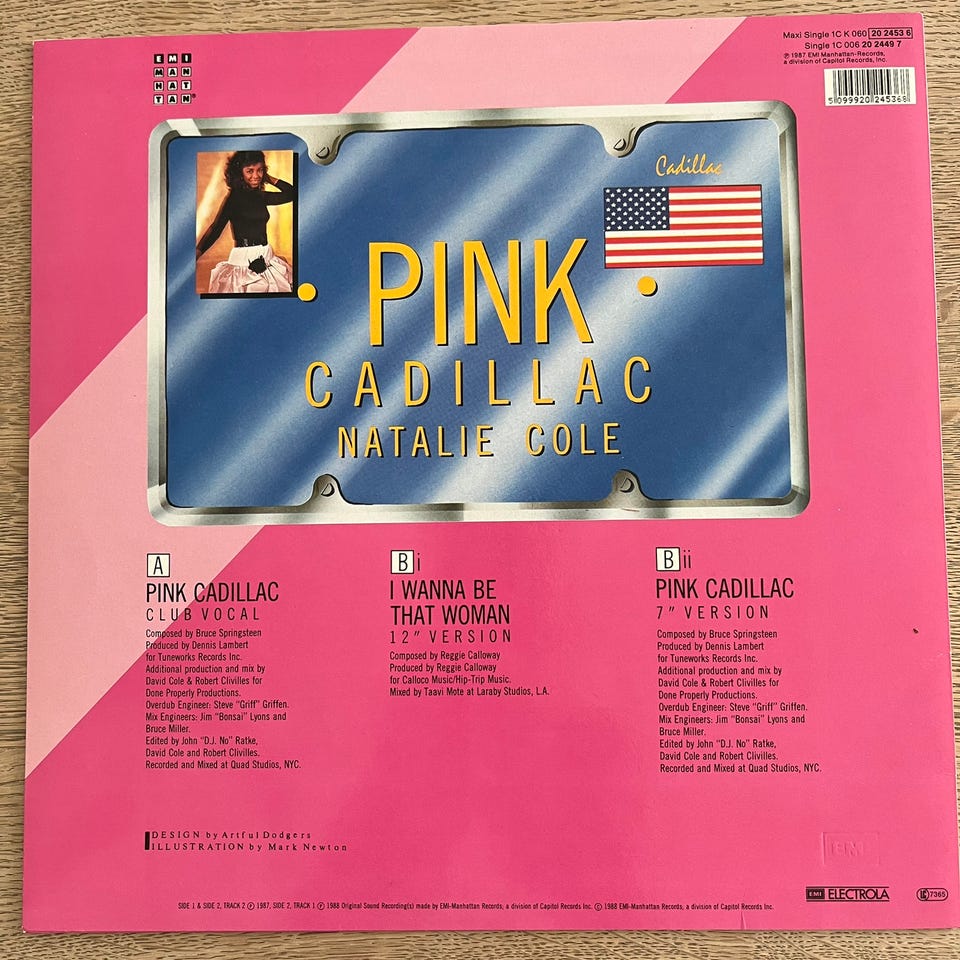 EMI
MAN
HAT
TAN®
Maxi Single 1C K 060 20 2453 6
Single 1C 006 20 2449 7
℗ 1987 EMI Manhattan-Records,
a division of Capitol Records, Inc.
5 099920 245368
Cadillac
PINK
CADILLAC
NATALIE COLE
A
PINK CADILLAC
CLUB VOCAL
Composed by Bruce Springsteen
Produced by Dennis Lambert
for Tuneworks Records Inc.
Additional production and mix by
David Cole & Robert Clivilles for
Done Properly Productions.
Overdub Engineer: Steve "Griff" Griffen.
Mix Engineers: Jim "Bonsai" Lyons and
Bruce Miller.
Edited by John "D.J. No" Ratke,
David Cole and Robert Clivilles.
Recorded and Mixed at Quad Studios, NYC.
Bi
I WANNA BE
THAT WOMAN
12" VERSION
Composed by Reggie Calloway
Produced by Reggie Calloway
for Calloco Music/Hip-Trip Music.
Mixed by Taavi Mote at Laraby Studios, L.A.
Bii
PINK CADILLAC
7" VERSION
Composed by Bruce Springsteen
Produced by Dennis Lambert
for Tuneworks Records Inc.
Additional production and mix by
David Cole & Robert Clivilles for
Done Properly Productions.
Overdub Engineer: Steve "Griff" Griffen.
Mix Engineers: Jim "Bonsai" Lyons and
Bruce Miller.
Edited by John "D.J. No" Ratke,
David Cole and Robert Clivilles.
Recorded and Mixed at Quad Studios, NYC.
DESIGN by Artful Dodgers
ILLUSTRATION by Mark Newton
EMI
EMI ELECTROLA
LC 7365
SIDE 1 & SIDE 2, TRACK 2 ℗ 1987, SIDE 2, TRACK 1 ℗ 1988 Original Sound Recording(s) made by EMI-Manhattan Records; a division of Capitol Records Inc. © 1988 EMI-Manhattan Records, a division of Capitol Records Inc.